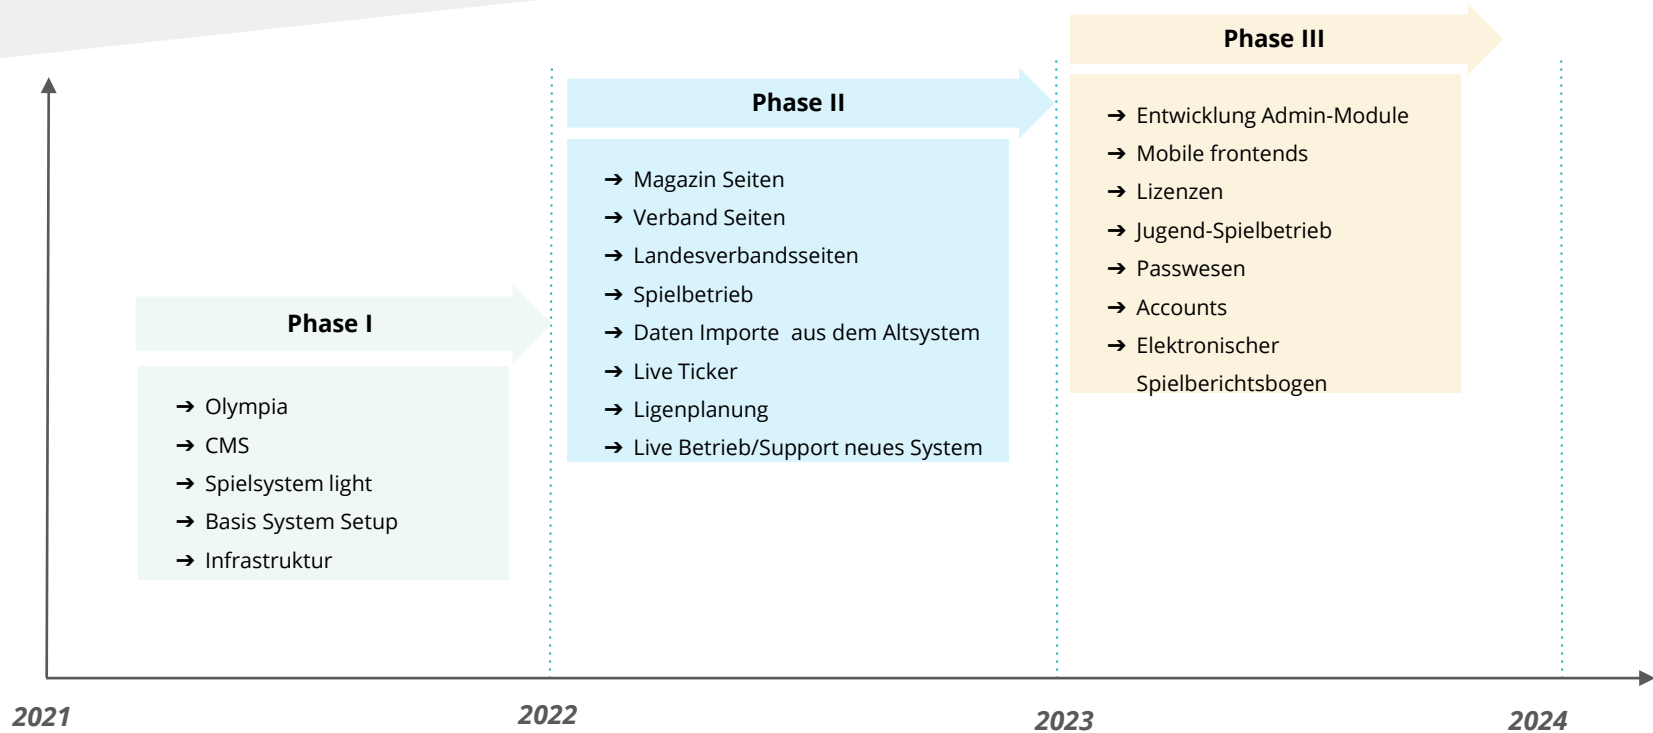 Phase I
➔ Olympia
➔ CMS
➔ Spielsystem light
➔ Basis System Setup
➔ Infrastruktur
Phase II
➔ Magazin Seiten
➔ Verband Seiten
➔ Landesverbandsseiten
➔ Spielbetrieb
➔ Daten Importe  aus dem Altsystem
➔ Live Ticker
➔ Ligenplanung
➔ Live Betrieb/Support neues System
Phase III
➔ Entwicklung Admin-Module
➔ Mobile frontends
➔ Lizenzen
➔ Jugend-Spielbetrieb
➔ Passwesen
➔ Accounts
➔ Elektronischer
Spielberichtsbogen
2021
2022
2023
2024